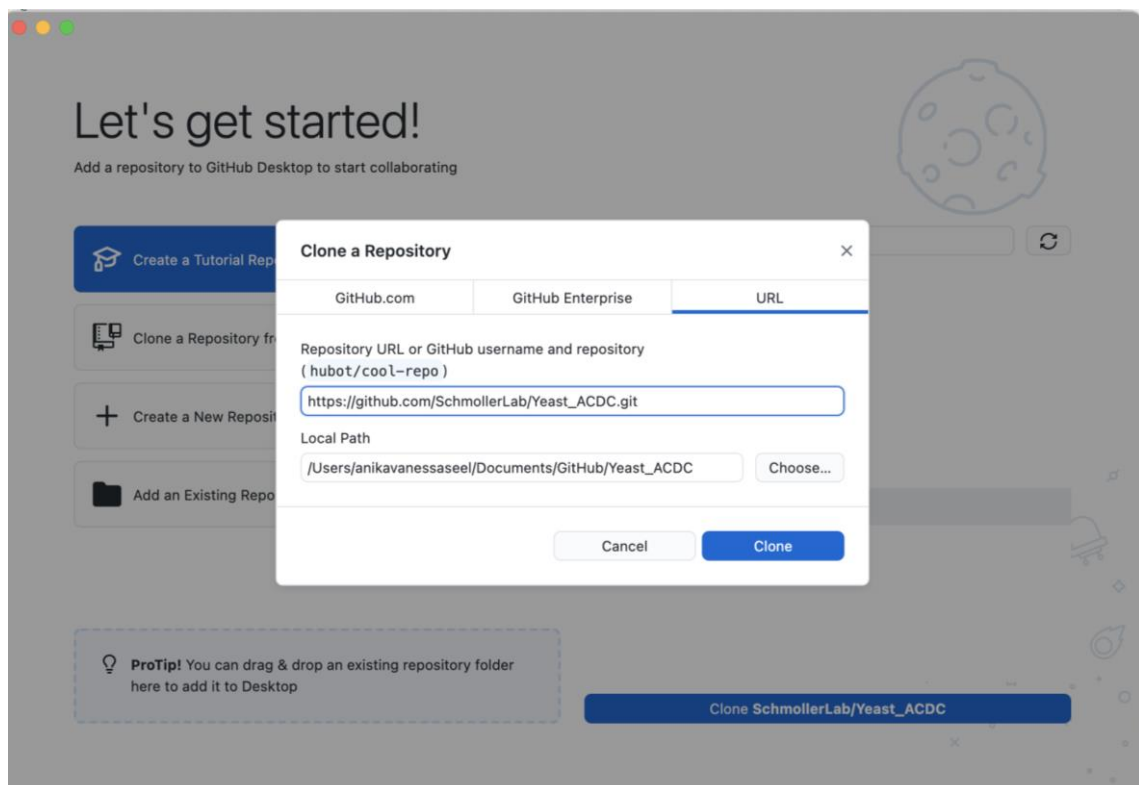 Let's get started!
Add a repository to GitHub Desktop to start collaborating
Create a Tutorial Rep
Clone a Repository fr
Create a New Reposit
Add an Existing Repo
Clone a Repository
GitHub.com
GitHub Enterprise
URL
Repository URL or GitHub username and repository
(hubot/cool-repo)
https://github.com/SchmollerLab/Yeast_ACDC.git
Local Path
/Users/anikavanessaseel/Documents/GitHub/Yeast_ACDC
Choose...
Cancel
Clone
ProTip! You can drag & drop an existing repository folder
here to add it to Desktop
Clone SchmollerLab/Yeast_ACDC